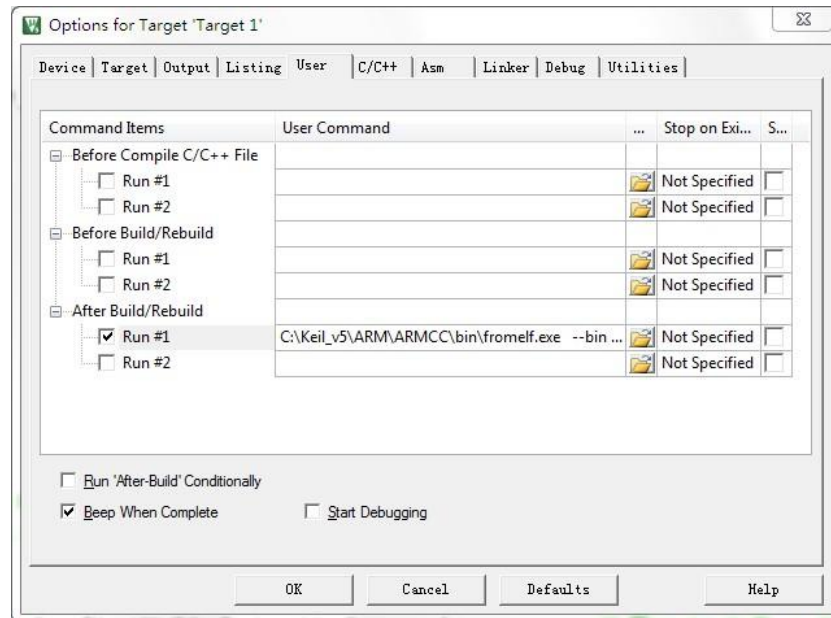 Options for Target 'Target 1'
Device Target Output Listing User C/C++ Asm Linker Debug Utilities
Command Items User Command ... Stop on Exi... S...
Before Compile C/C++ File
Run #1 Not Specified
Run #2 Not Specified
Before Build/Rebuild
Run #1 Not Specified
Run #2 Not Specified
After Build/Rebuild
Run #1 C:\Keil_v5\ARM\ARMCC\bin\fromelf.exe --bin ... Not Specified
Run #2 Not Specified
Run 'After-Build' Conditionally
Beep When Complete Start Debugging
OK Cancel Defaults Help